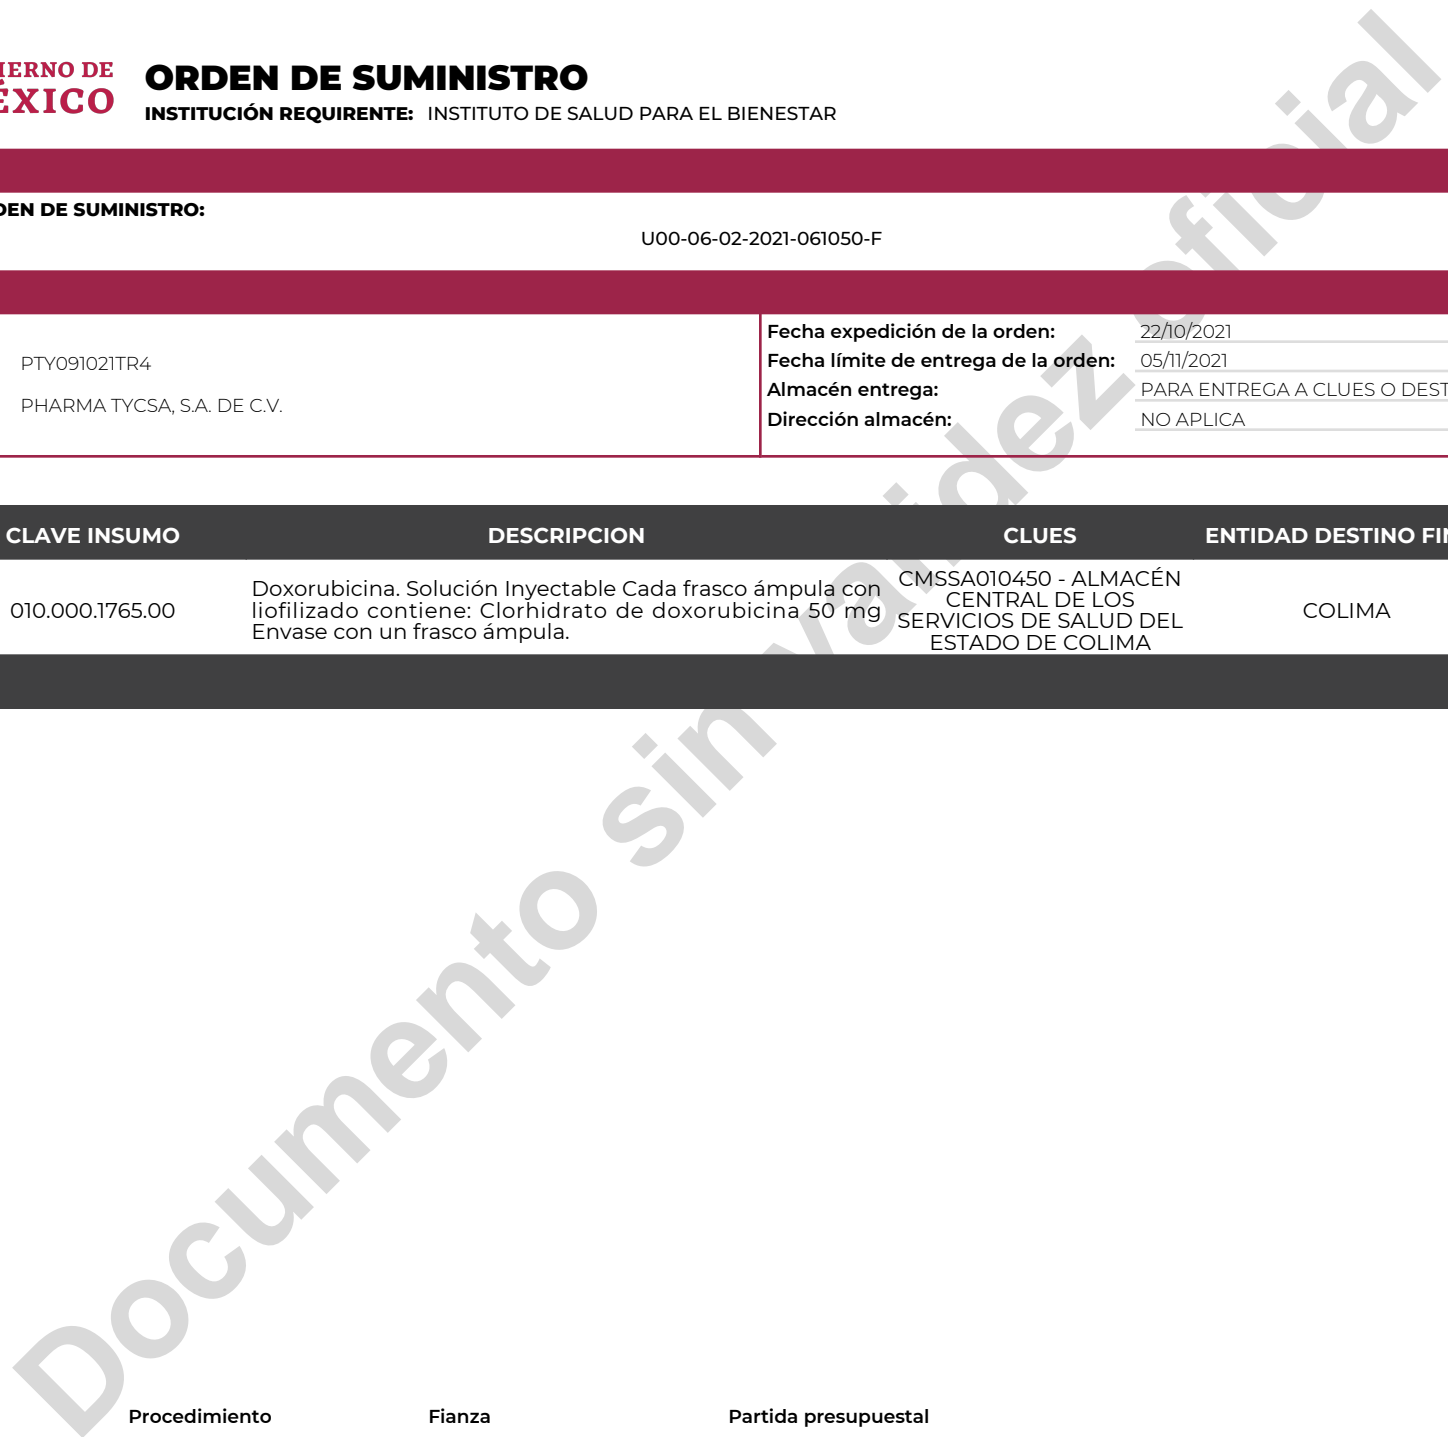 IERNO DE
ÉXICO
ORDEN DE SUMINISTRO
INSTITUCIÓN REQUIRENTE: INSTITUTO DE SALUD PARA EL BIENESTAR
DEN DE SUMINISTRO:
U00-06-02-2021-061050-F
PTY091021TR4
PHARMA TYCSA, S.A. DE C.V.
Fecha expedición de la orden: 22/10/2021
Fecha límite de entrega de la orden: 05/11/2021
Almacén entrega: PARA ENTREGA A CLUES O DEST
Dirección almacén: NO APLICA
CLAVE INSUMO DESCRIPCION CLUES ENTIDAD DESTINO FIN
010.000.1765.00
Doxorubicina. Solución Inyectable Cada frasco ámpula con
liofilizado contiene: Clorhidrato de doxorubicina 50 mg
Envase con un frasco ámpula.
CMSSA010450 - ALMACÉN
CENTRAL DE LOS
SERVICIOS DE SALUD DEL
ESTADO DE COLIMA
COLIMA
Documento sin validez oficial
Procedimiento Fianza Partida presupuestal